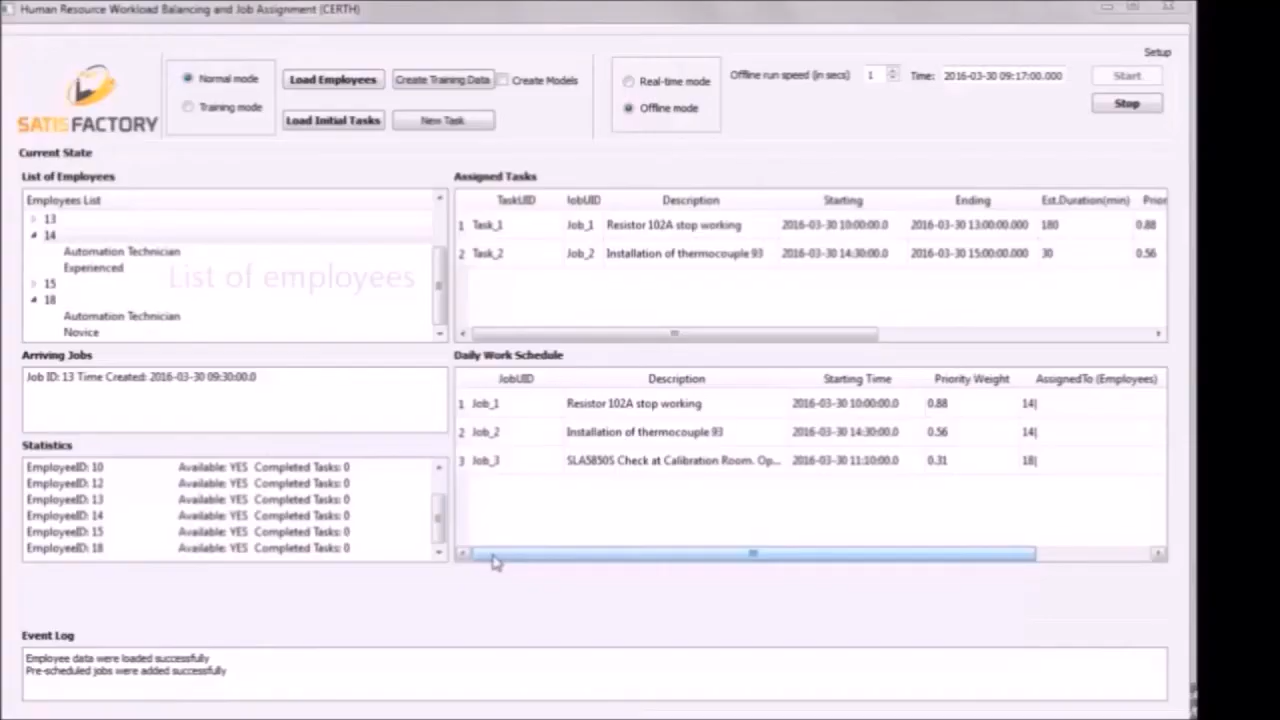 Human Resource Workload Balancing and Job Assignment (CERTH)
Setup
SATISFACTORY
Normal mode
Training mode
Load Employees
Create Training Data
Create Models
Load Initial Tasks
New Task
Real-time mode
Offline mode
Offline run speed (in secs) 1 Time: 2016-03-30 09:17:00.000
Start
Stop
Current State
List of Employees
Employees List
13
14
Automation Technician
Experienced
15
18
Automation Technician
Novice
List of employees
Assigned Tasks
TaskUID JobUID Description Starting Ending Est.Duration(min) Prior
1 Task_1 Job_1 Resistor 102A stop working 2016-03-30 10:00:00.0 2016-03-30 13:00:00.000 180 0.88
2 Task_2 Job_2 Installation of thermocouple 93 2016-03-30 14:30:00.0 2016-03-30 15:00:00.000 30 0.56
Arriving Jobs
Job ID: 13 Time Created: 2016-03-30 09:30:00.0
Daily Work Schedule
JobUID Description Starting Time Priority Weight AssignedTo (Employees)
1 Job_1 Resistor 102A stop working 2016-03-30 10:00:00.0 0.88 14|
2 Job_2 Installation of thermocouple 93 2016-03-30 14:30:00.0 0.56 14|
3 Job_3 SLA5850S Check at Calibration Room. Op... 2016-03-30 11:10:00.0 0.31 18|
Statistics
EmployeeID: 10 Available: YES Completed Tasks: 0
EmployeeID: 12 Available: YES Completed Tasks: 0
EmployeeID: 13 Available: YES Completed Tasks: 0
EmployeeID: 14 Available: YES Completed Tasks: 0
EmployeeID: 15 Available: YES Completed Tasks: 0
EmployeeID: 18 Available: YES Completed Tasks: 0
Event Log
Employee data were loaded successfully
Pre-scheduled jobs were added successfully